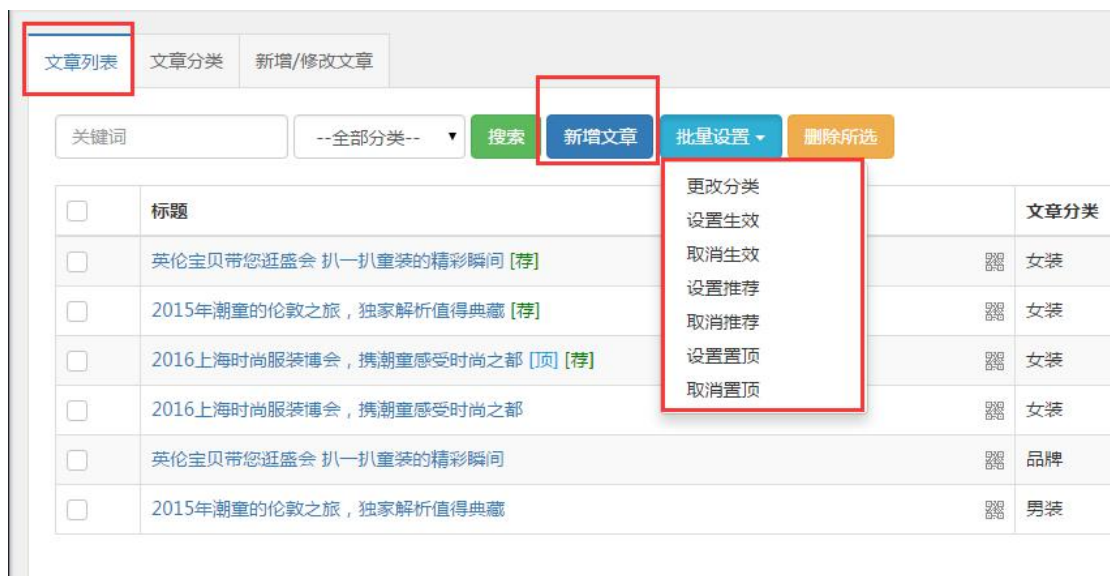 文章列表 文章分类 新增/修改文章
关键词 --全部分类-- 搜索 新增文章 批量设置 删除所选
更改分类
设置生效
取消生效
设置推荐
取消推荐
设置置顶
取消置顶
标题 文章分类
英伦宝贝带您逛盛会 扒一扒童装的精彩瞬间 [荐] 女装
2015年潮童的伦敦之旅，独家解析值得典藏 [荐] 女装
2016上海时尚服装博会，携潮童感受时尚之都 [顶] [荐] 女装
2016上海时尚服装博会，携潮童感受时尚之都 女装
英伦宝贝带您逛盛会 扒一扒童装的精彩瞬间 品牌
2015年潮童的伦敦之旅，独家解析值得典藏 男装